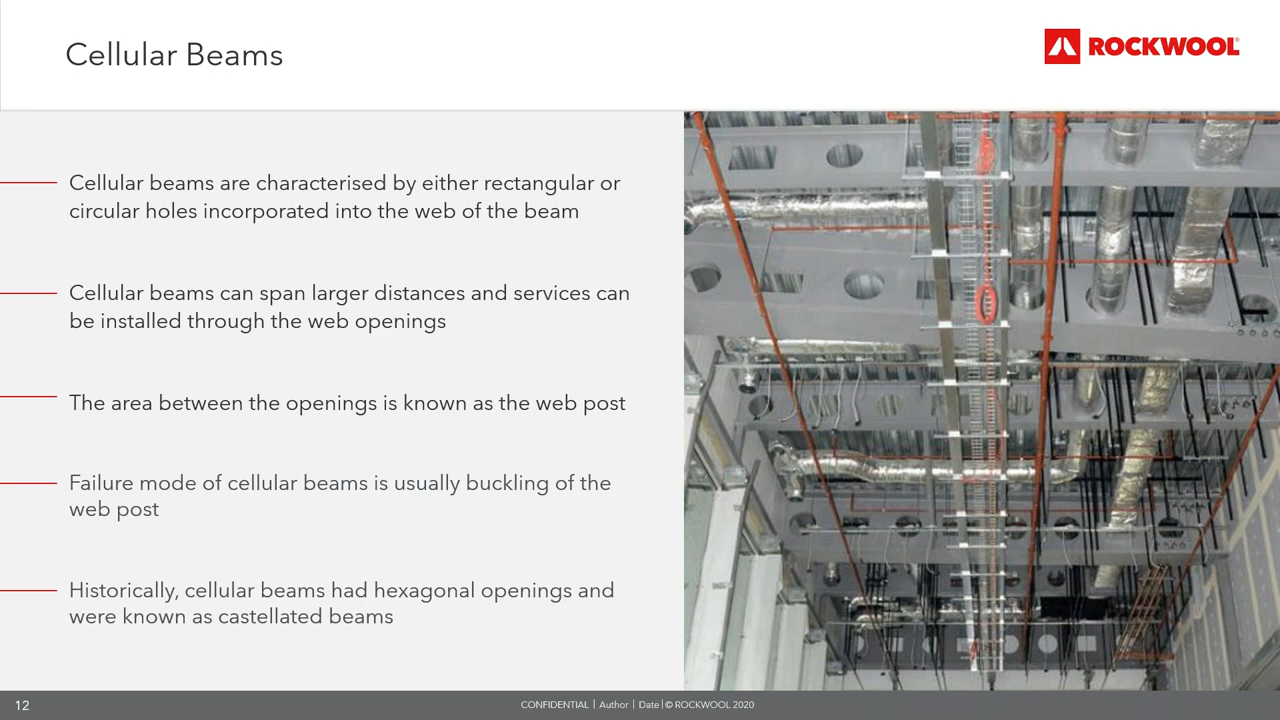 Cellular Beams
ROCKWOOL®
Cellular beams are characterised by either rectangular or
circular holes incorporated into the web of the beam
Cellular beams can span larger distances and services can
be installed through the web openings
The area between the openings is known as the web post
Failure mode of cellular beams is usually buckling of the
web post
Historically, cellular beams had hexagonal openings and
were known as castellated beams
12
CONFIDENTIAL | Author | Date | © ROCKWOOL 2020